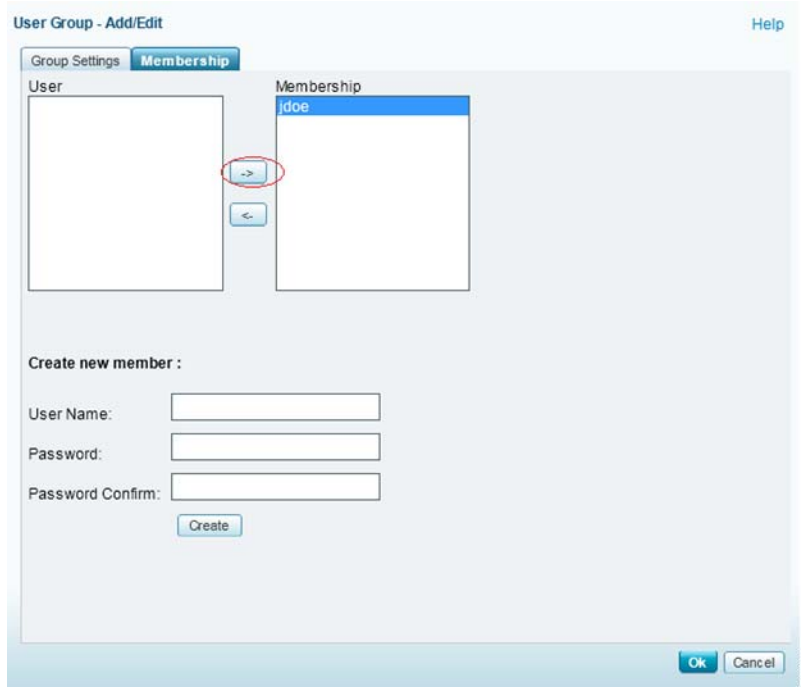 User Group - Add/Edit
Help
Group Settings
Membership
User
Membership
jdoe
->
<-
Create new member :
User Name:
Password:
Password Confirm:
Create
Ok
Cancel